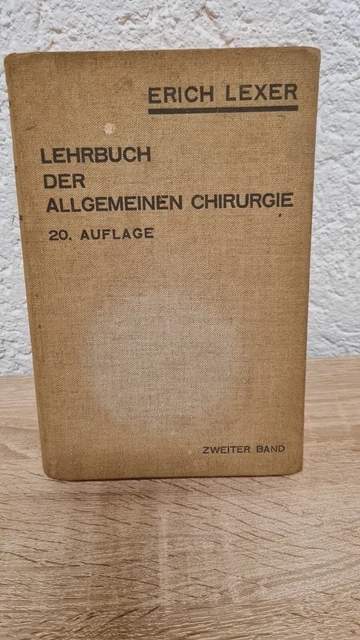 ERICH LEXER
LEHRBUCH
DER
ALLGEMEINEN CHIRURGIE
20. AUFLAGE
ZWEITER BAND